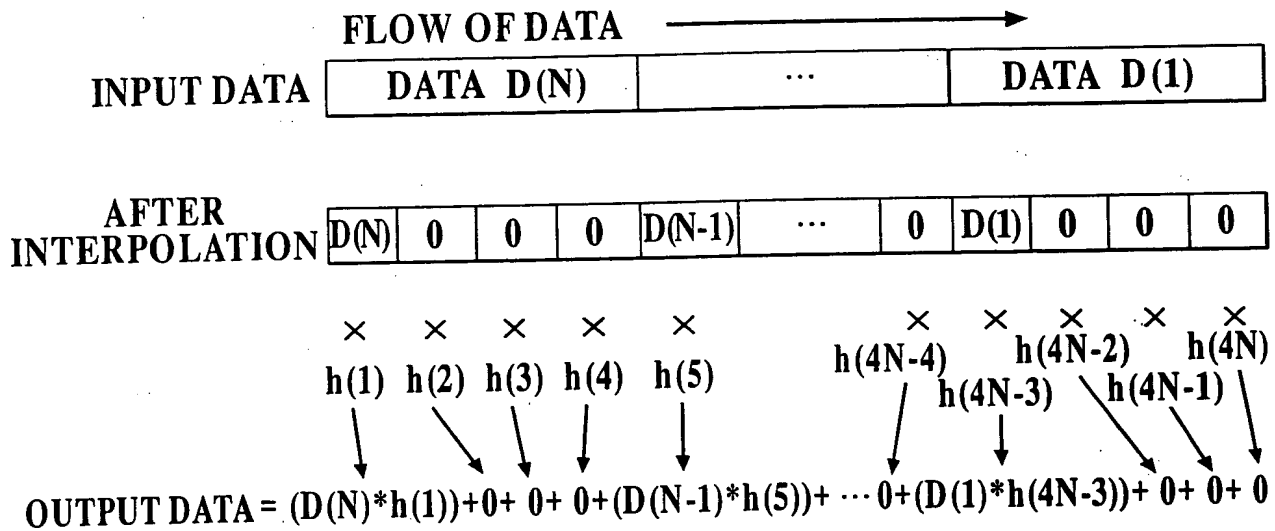 FLOW OF DATA
INPUT DATA DATA D(N) ... DATA D(1)
AFTER
INTERPOLATION D(N) 0 0 0 D(N-1) ... 0 D(1) 0 0 0
× × × × × × × × × ×
h(1) h(2) h(3) h(4) h(5) h(4N-4) h(4N-3) h(4N-2) h(4N-1) h(4N)
OUTPUT DATA = (D(N)*h(1))+0+ 0+ 0+(D(N-1)*h(5))+ ...0+(D(1)*h(4N-3))+ 0+ 0+ 0